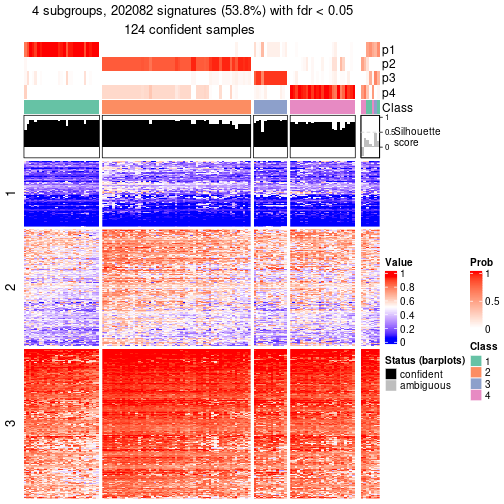 4 subgroups, 202082 signatures (53.8%) with fdr < 0.05
124 confident samples
p1
p2
p3
p4
Class
1
0.5
0
Silhouette
score
1
2
3
Value
1
0.8
0.6
0.4
0.2
0
Prob
1
0.5
0
Status (barplots)
confident
ambiguous
Class
1
2
3
4